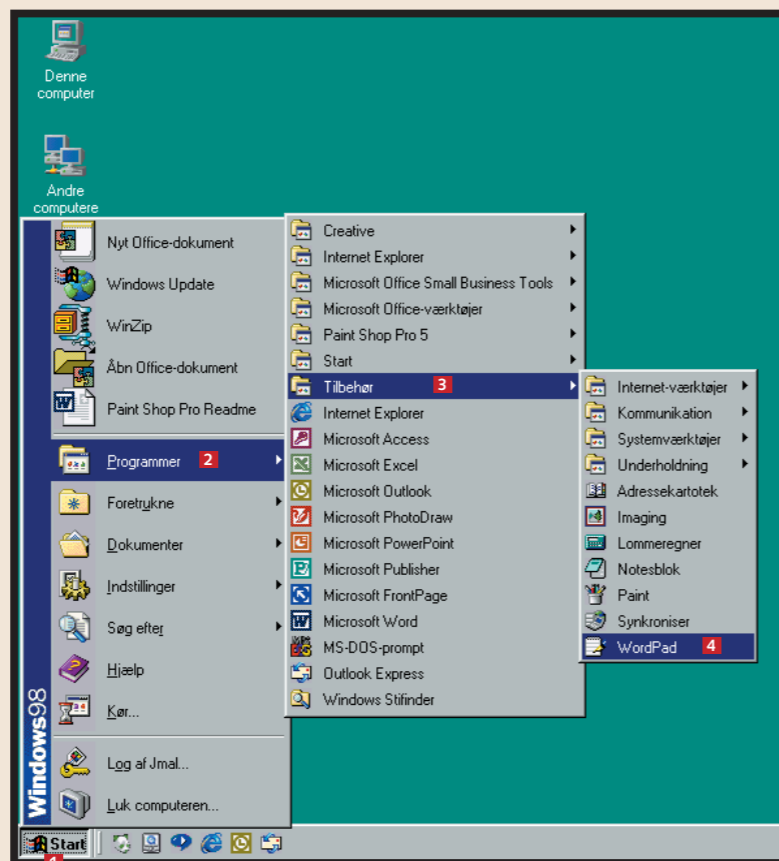 Denne
computer
Andre
computere
Nyt Office-dokument
Windows Update
WinZip
Åbn Office-dokument
Paint Shop Pro Readme
Programmer 2
Foretrukne
Dokumenter
Indstillinger
Søg efter
Hjælp
Kør...
Log af Jmal...
Luk computeren...
Windows98
Creative
Internet Explorer
Microsoft Office Small Business Tools
Microsoft Office-værktøjer
Paint Shop Pro 5
Start
Tilbehør 3
Internet Explorer
Microsoft Access
Microsoft Excel
Microsoft Outlook
Microsoft PhotoDraw
Microsoft PowerPoint
Microsoft Publisher
Microsoft FrontPage
Microsoft Word
MS-DOS-prompt
Outlook Express
Windows Stifinder
Internet-værktøjer
Kommunikation
Systemværktøjer
Underholdning
Adressekartotek
Imaging
Lommeregner
Notesblok
Paint
Synkroniser
WordPad 4
Start
1